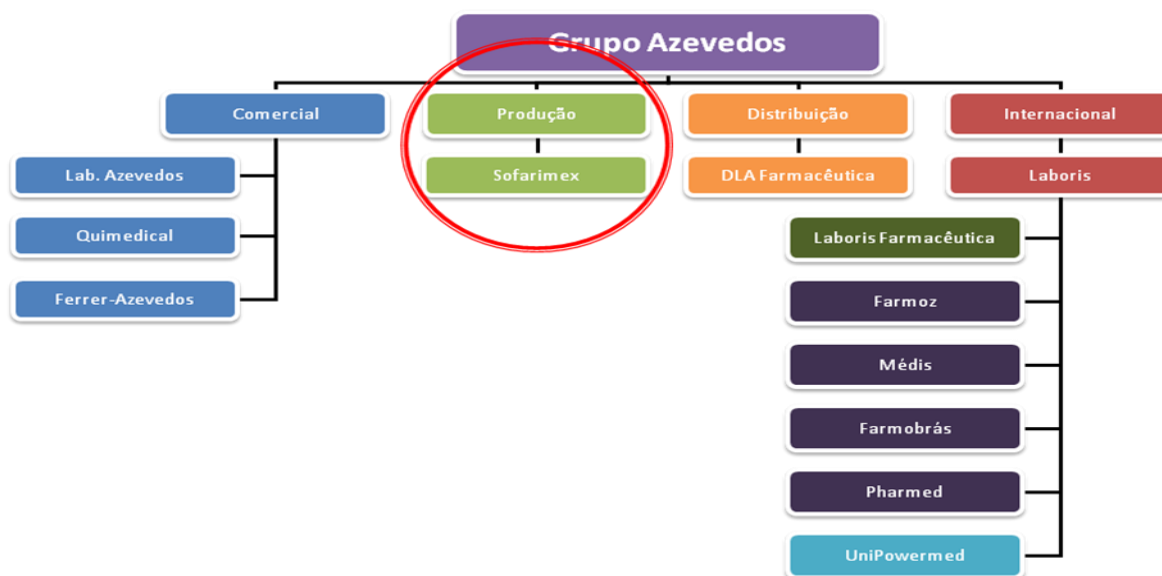 Grupo Azevedos
Comercial
Produção
Distribuição
Internacional
Lab. Azevedos
Sofarimex
DLA Farmacêutica
Laboris
Quimedical
Laboris Farmacêutica
Ferrer-Azevedos
Farmoz
Médis
Farmobrás
Pharmed
UniPowermed